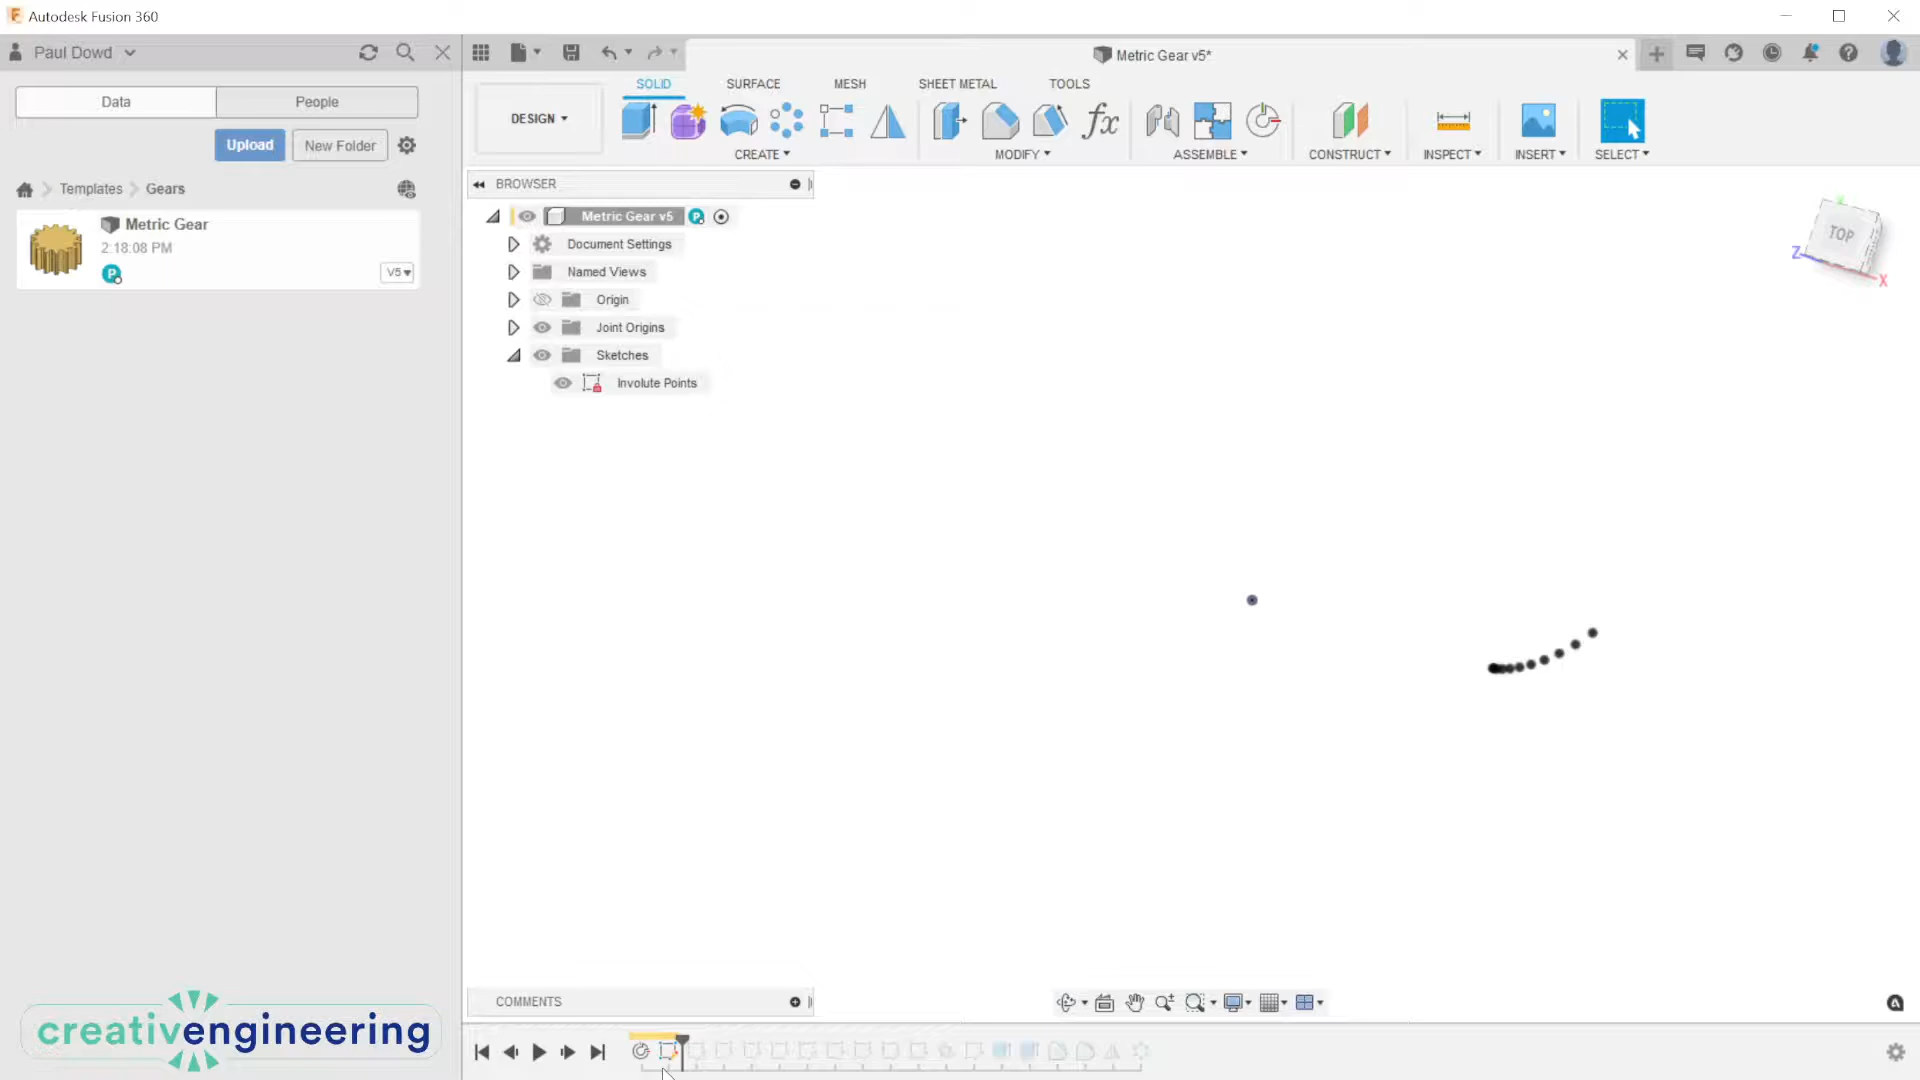 Autodesk Fusion 360
Paul Dowd
Metric Gear v5*
Data
People
SOLID
SURFACE
MESH
SHEET METAL
TOOLS
DESIGN
Upload
New Folder
CREATE
MODIFY
fx
ASSEMBLE
CONSTRUCT
INSPECT
INSERT
SELECT
Templates
Gears
BROWSER
Metric Gear
2:18:08 PM
P
V5
Metric Gear v5
P
Document Settings
Named Views
Origin
Joint Origins
Sketches
Involute Points
TOP
Z
X
COMMENTS
creativengineering